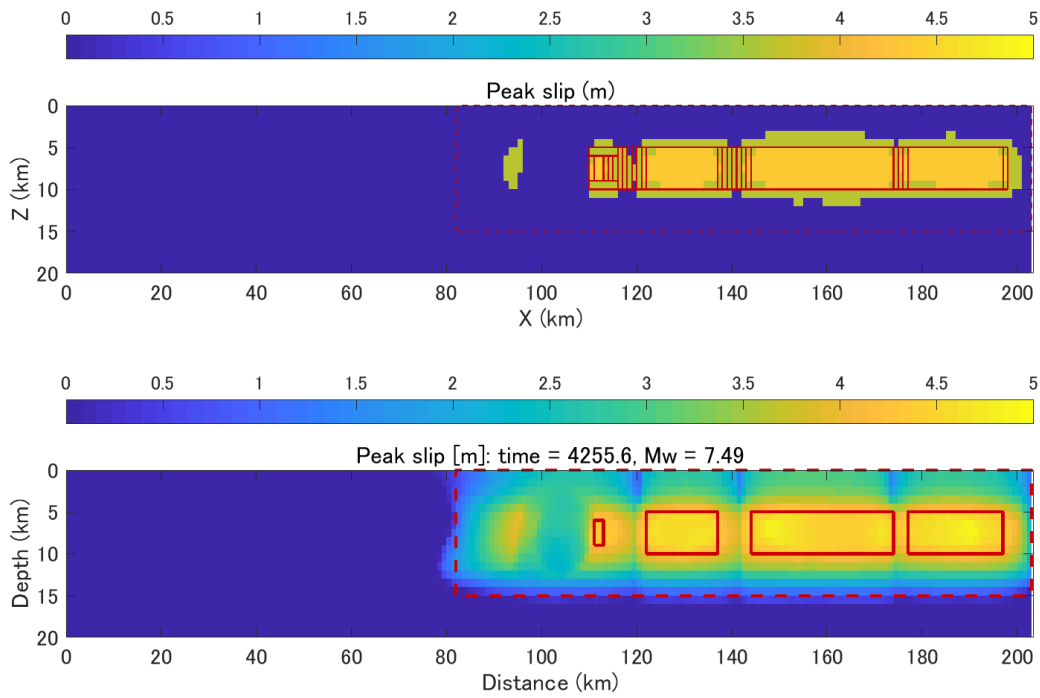 0 0.5 1 1.5 2 2.5 3 3.5 4 4.5 5
Peak slip (m)
0
5
10
15
20
Z (km)
0 20 40 60 80 100 120 140 160 180 200
X (km)
0 0.5 1 1.5 2 2.5 3 3.5 4 4.5 5
Peak slip [m]: time = 4255.6, Mw = 7.49
0
5
10
15
20
Depth (km)
0 20 40 60 80 100 120 140 160 180 200
Distance (km)